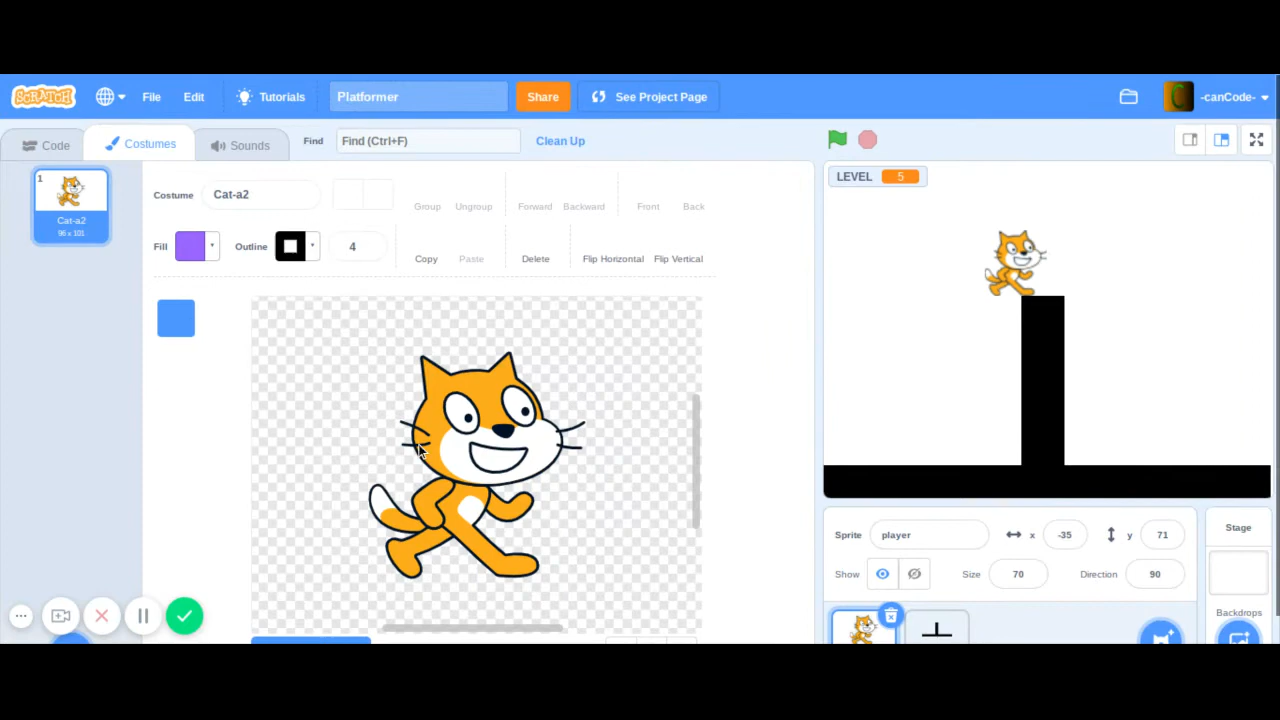 SCRATCH File Edit Tutorials Platformer Share See Project Page -canCode-
Code Costumes Sounds Find Find (Ctrl+F) Clean Up
LEVEL 5
1
Cat-a2
96 x 101
Costume Cat-a2
Group Ungroup Forward Backward Front Back
Fill Outline 4
Copy Paste Delete Flip Horizontal Flip Vertical
Sprite player x -35 y 71
Show Size 70 Direction 90
Stage
Backdrops